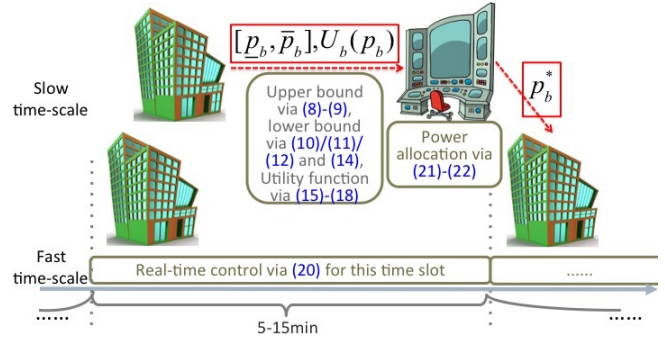 [p̲_b, p̄_b], U_b(p_b)
p_b^*
Slow
time-scale
Upper bound
via (8)-(9),
lower bound
via (10)/(11)/
(12) and (14),
Utility function
via (15)-(18)
Power
allocation via
(21)-(22)
Fast
time-scale
Real-time control via (20) for this time slot
......
......
5-15min
......